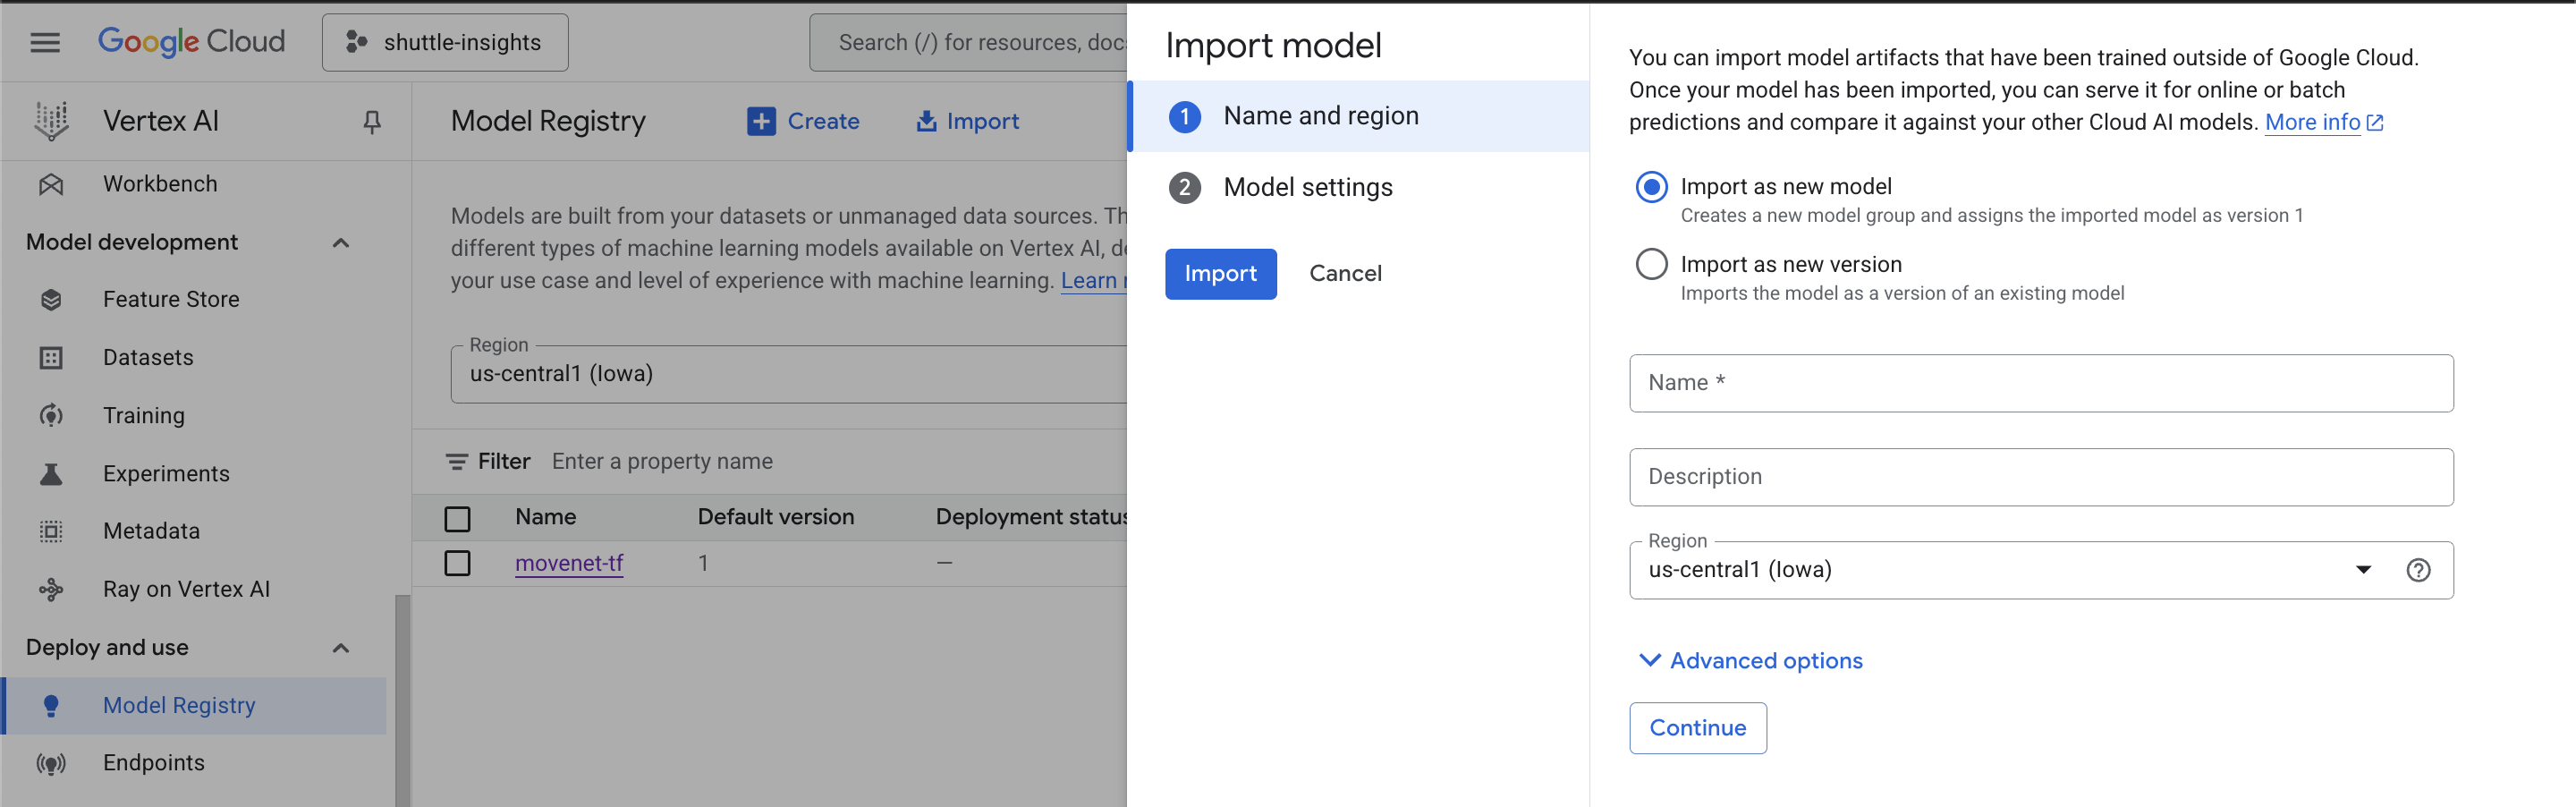 Google Cloud
shuttle-insights
Search (/) for resources, docs
Vertex AI
Workbench
Model development
Feature Store
Datasets
Training
Experiments
Metadata
Ray on Vertex AI
Deploy and use
Model Registry
Endpoints
Model Registry
Create
Import
Models are built from your datasets or unmanaged data sources. Th
different types of machine learning models available on Vertex AI, de
your use case and level of experience with machine learning. Learn
Region
us-central1 (Iowa)
Filter Enter a property name
Name Default version Deployment status
movenet-tf 1 —
Import model
1 Name and region
2 Model settings
Import
Cancel
You can import model artifacts that have been trained outside of Google Cloud.
Once your model has been imported, you can serve it for online or batch
predictions and compare it against your other Cloud AI models. More info
Import as new model
Creates a new model group and assigns the imported model as version 1
Import as new version
Imports the model as a version of an existing model
Name *
Description
Region
us-central1 (Iowa)
Advanced options
Continue